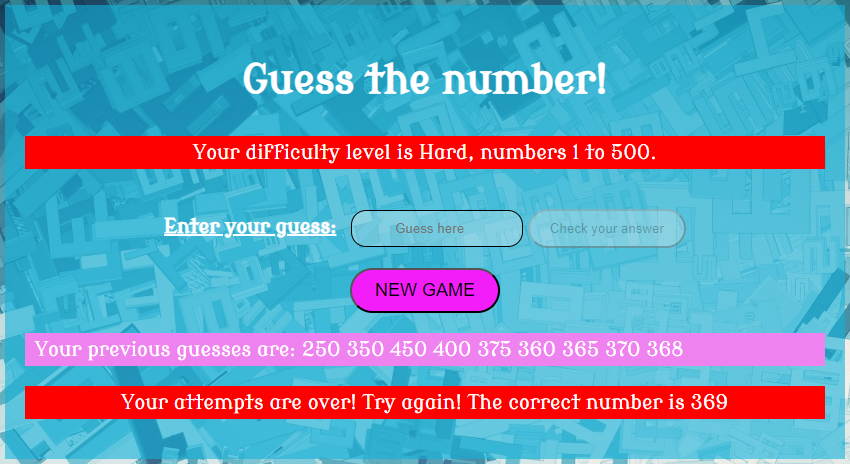 Guess the number!
Your difficulty level is Hard, numbers 1 to 500.
Enter your guess: Guess here Check your answer
NEW GAME
Your previous guesses are: 250 350 450 400 375 360 365 370 368
Your attempts are over! Try again! The correct number is 369